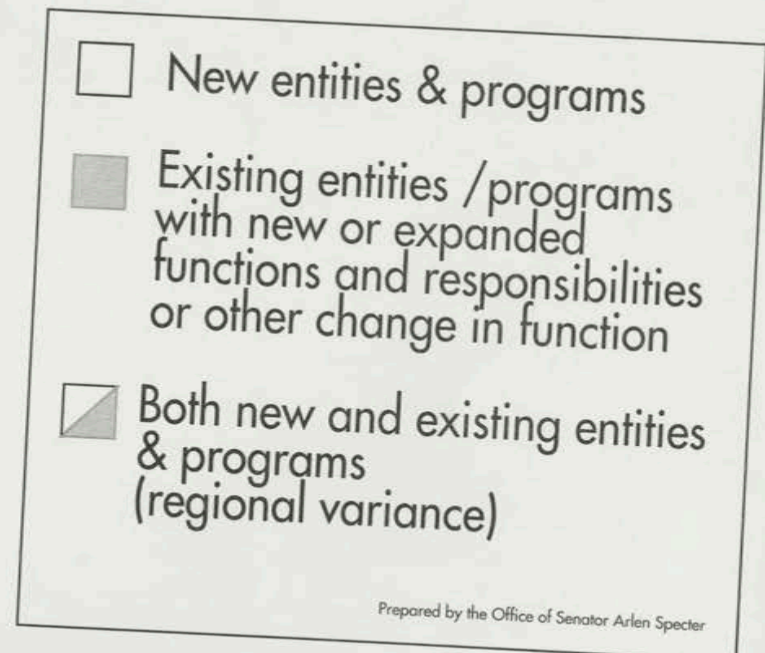 New entities & programs
Existing entities /programs
with new or expanded
functions and responsibilities
or other change in function
Both new and existing entities
& programs
(regional variance)
Prepared by the Office of Senator Arlen Specter